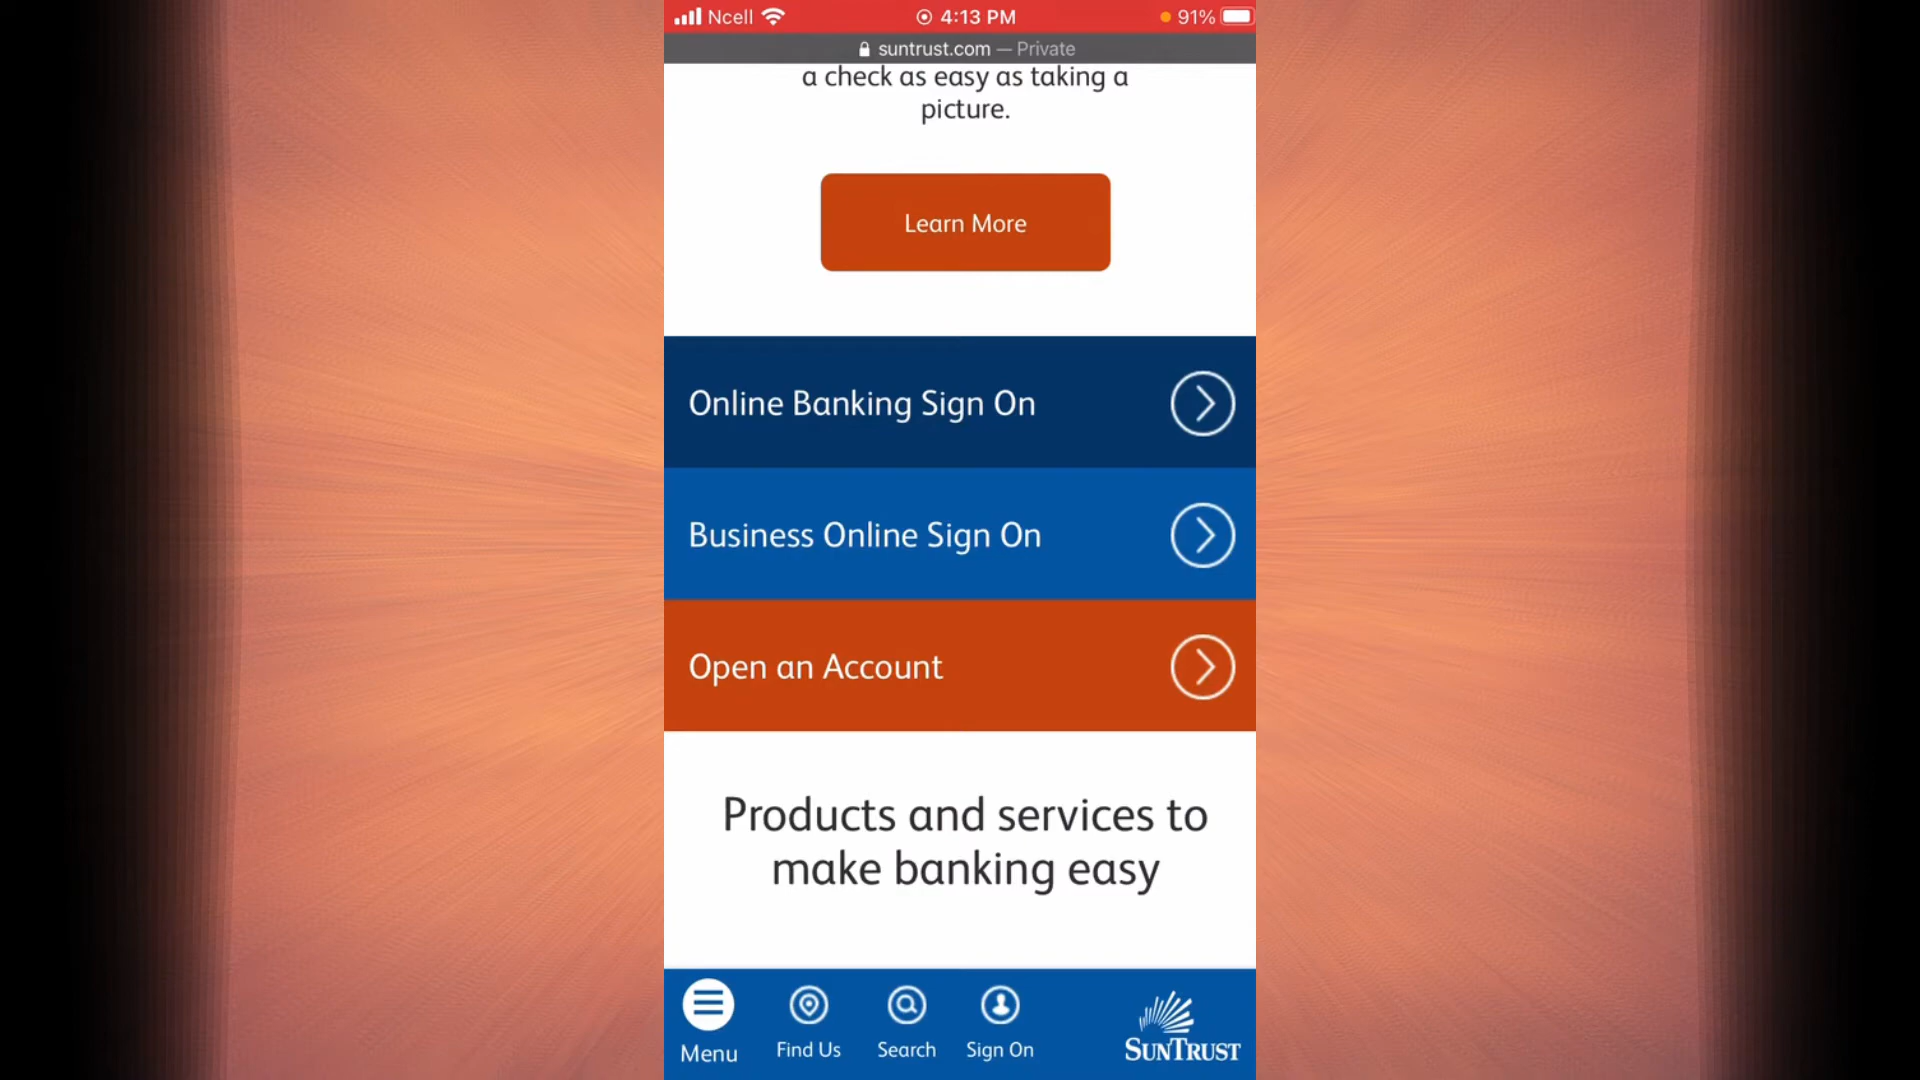 Ncell 4:13 PM 91%
suntrust.com — Private
a check as easy as taking a
picture.
Learn More
Online Banking Sign On
Business Online Sign On
Open an Account
Products and services to
make banking easy
Menu Find Us Search Sign On SUNTRUST